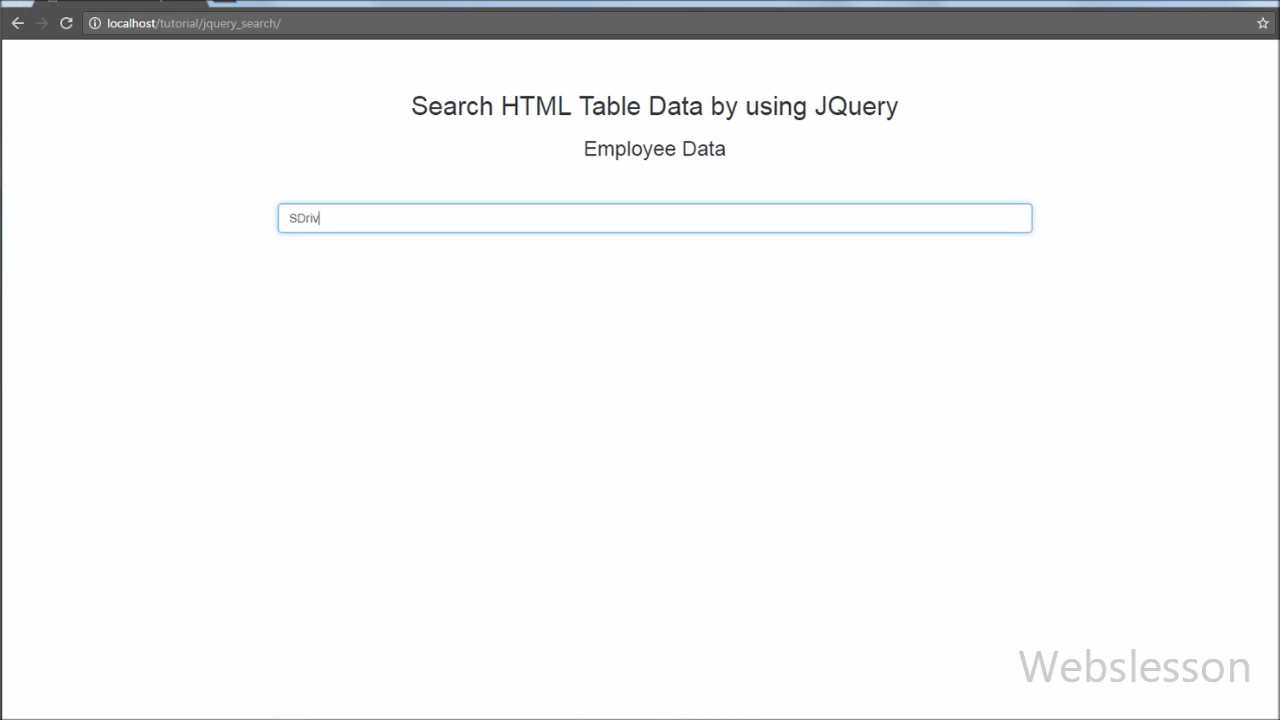 localhost/tutorial/jquery_search/
Search HTML Table Data by using JQuery
Employee Data
SDriv
Webslesson